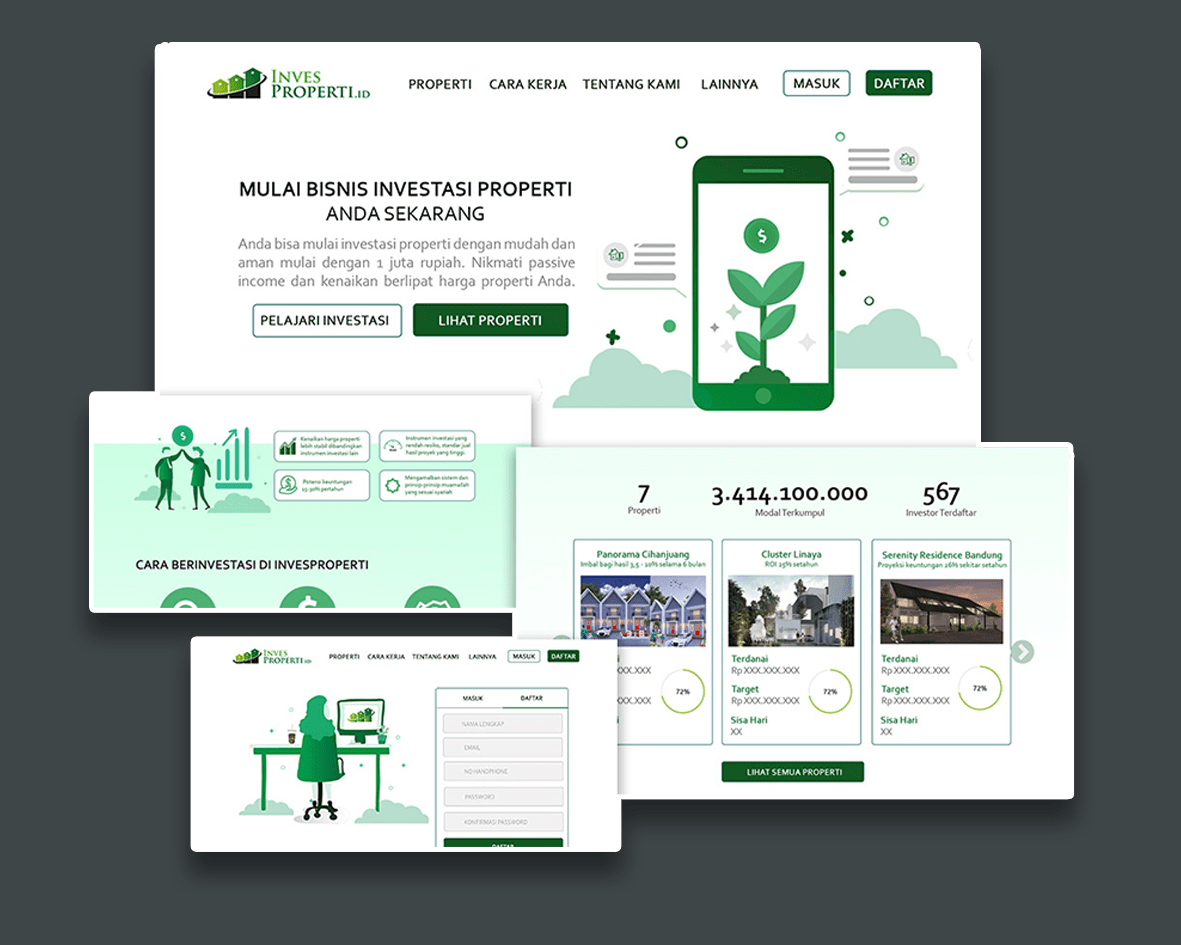 INVES
PROPERTI.ID
PROPERTI CARA KERJA TENTANG KAMI LAINNYA MASUK DAFTAR
MULAI BISNIS INVESTASI PROPERTI
ANDA SEKARANG
Anda bisa mulai investasi properti dengan mudah dan
aman mulai dengan 1 juta rupiah. Nikmati passive
income dan kenaikan berlipat harga properti Anda.
PELAJARI INVESTASI LIHAT PROPERTI
$
$
Kenaikan harga properti
lebih stabil dibandingkan
instrumen investasi lain
Instrumen investasi yang
rendah resiko, standar jual
hasil proyek yang tinggi.
Potensi keuntungan
15-30% pertahun
Mengamalkan sistem dan
prinsip-prinsip muamallah
yang sesuai syariah
CARA BERINVESTASI DI INVESPROPERTI
7 3.414.100.000 567
Properti Modal Terkumpul Investor Terdaftar
Panorama Cihanjuang
Imbal bagi hasil 3,5 - 10% selama 6 bulan
XXX.XXX
72%
XXX.XXX
Cluster Linaya
ROI 15% setahun
Terdanai
Rp XXX.XXX.XXX
Target
Rp XXX.XXX.XXX
Sisa Hari
XX
72%
Serenity Residence Bandung
Proyeksi keuntungan 26% sekitar setahun
Terdanai
Rp XXX.XXX.XXX
Target
Rp XXX.XXX.XXX
Sisa Hari
XX
72%
LIHAT SEMUA PROPERTI
INVES
PROPERTI.ID
PROPERTI CARA KERJA TENTANG KAMI LAINNYA MASUK DAFTAR
MASUK DAFTAR
NAMA LENGKAP
EMAIL
NO HANDPHONE
PASSWORD
KONFIRMASI PASSWORD
DAFTAR